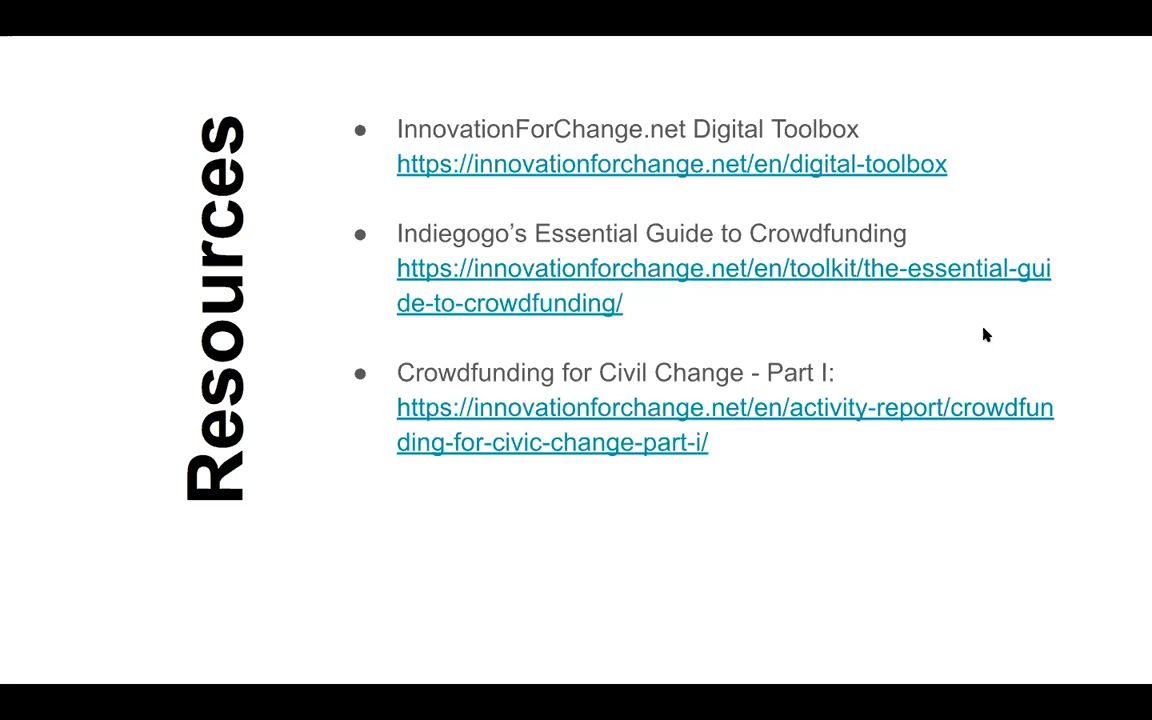 Resources
● InnovationForChange.net Digital Toolbox
https://innovationforchange.net/en/digital-toolbox
● Indiegogo’s Essential Guide to Crowdfunding
https://innovationforchange.net/en/toolkit/the-essential-gui
de-to-crowdfunding/
● Crowdfunding for Civil Change - Part I:
https://innovationforchange.net/en/activity-report/crowdfun
ding-for-civic-change-part-i/